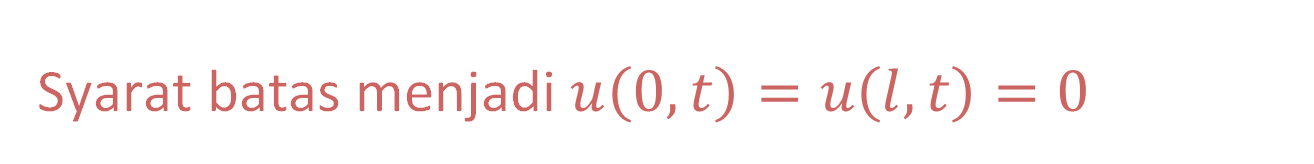 Syarat batas menjadi 𝑢(0, 𝑡) = 𝑢(𝑙, 𝑡) = 0